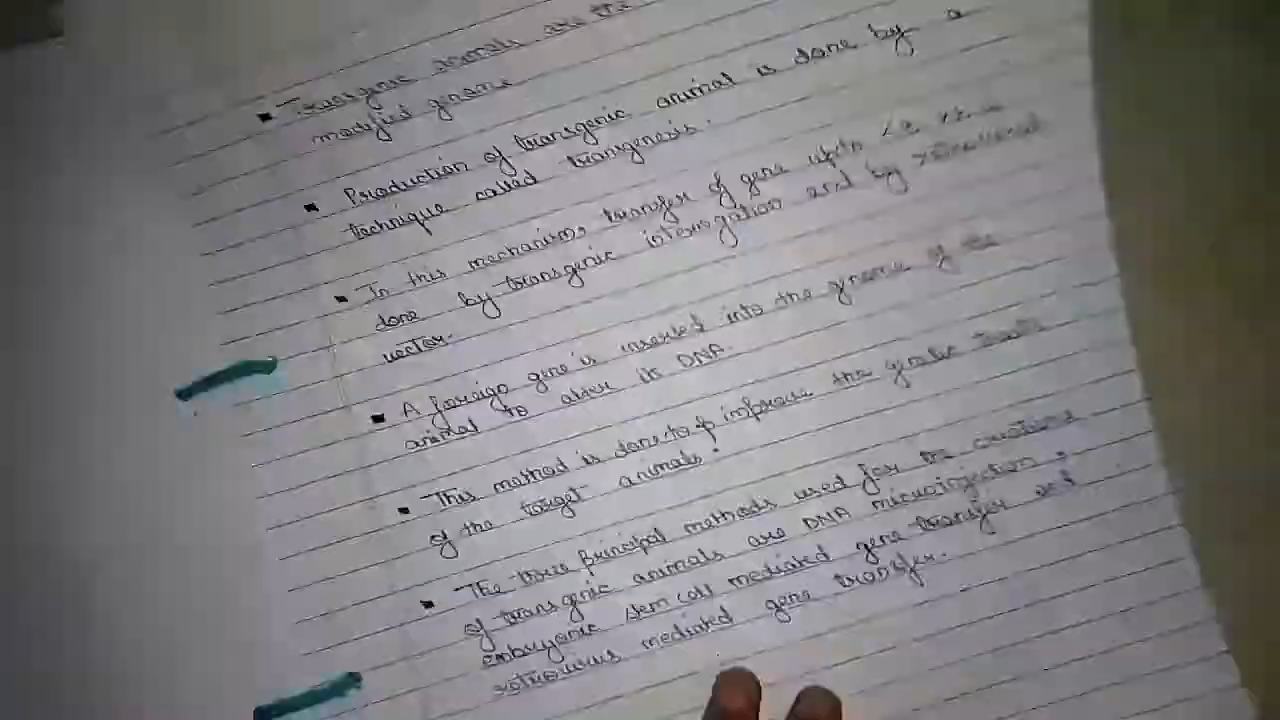 Transgenic animals are the
modified genome
Production of transgenic animal is done by a
technique called transgenesis.
In this mechanism, transfer of gene upto
done by transgenic intersogation and by retroviral
vector.
A foreign gene is inserted into the genome of the
animal to alter its DNA.
This method is done to improve the genetic traits
of the target animals.
The three principal methods used for the creation
of transgenic animals are DNA microinjection,
embryonic stem cell mediated gene transfer and
retrovirus mediated gene transfer.